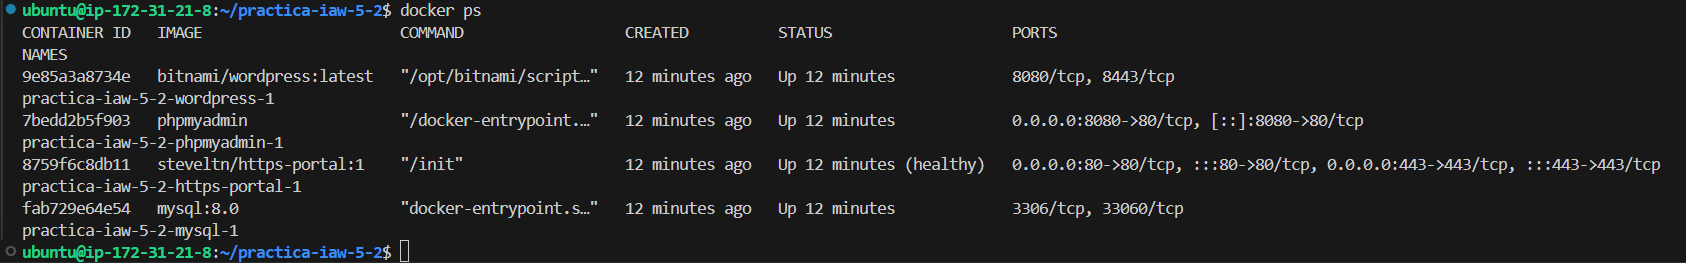 ubuntu@ip-172-31-21-8:~/practica-iaw-5-2$ docker ps
CONTAINER ID   IMAGE                    COMMAND                  CREATED          STATUS                    PORTS
NAMES
9e85a3a8734e   bitnami/wordpress:latest   "/opt/bitnami/script…"   12 minutes ago   Up 12 minutes             8080/tcp, 8443/tcp
practica-iaw-5-2-wordpress-1
7bedd2b5f903   phpmyadmin                 "/docker-entrypoint.…"   12 minutes ago   Up 12 minutes             0.0.0.0:8080->80/tcp, [::]:8080->80/tcp
practica-iaw-5-2-phpmyadmin-1
8759f6c8db11   steveltn/https-portal:1    "/init"                  12 minutes ago   Up 12 minutes (healthy)   0.0.0.0:80->80/tcp, :::80->80/tcp, 0.0.0.0:443->443/tcp, :::443->443/tcp
practica-iaw-5-2-https-portal-1
fab729e64e54   mysql:8.0                  "docker-entrypoint.s…"   12 minutes ago   Up 12 minutes             3306/tcp, 33060/tcp
practica-iaw-5-2-mysql-1
ubuntu@ip-172-31-21-8:~/practica-iaw-5-2$